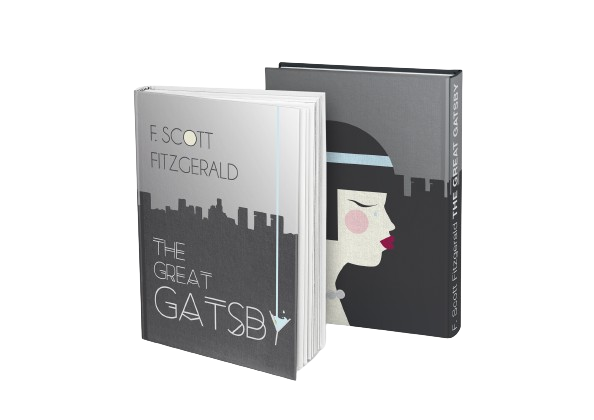 F. SCOTT
FITZGERALD
THE
GREAT
GATSBY
F. Scott Fitzgerald THE GREAT GATSBY